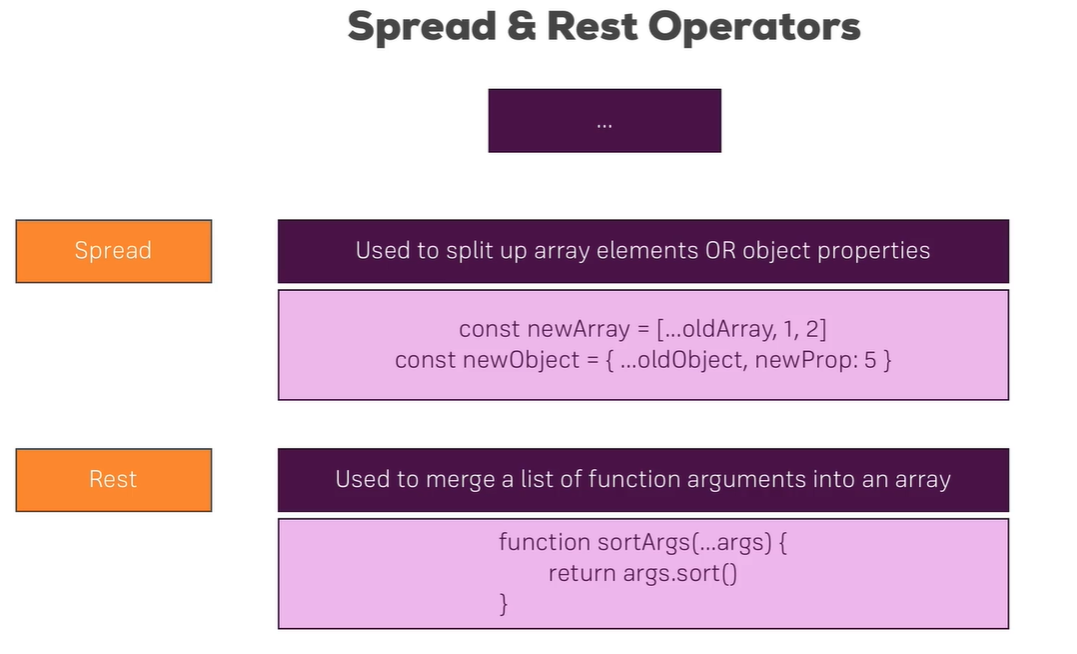 Spread & Rest Operators
...
Spread
Used to split up array elements OR object properties
const newArray = [...oldArray, 1, 2]
const newObject = { ...oldObject, newProp: 5 }
Rest
Used to merge a list of function arguments into an array
function sortArgs(...args) {
return args.sort()
}